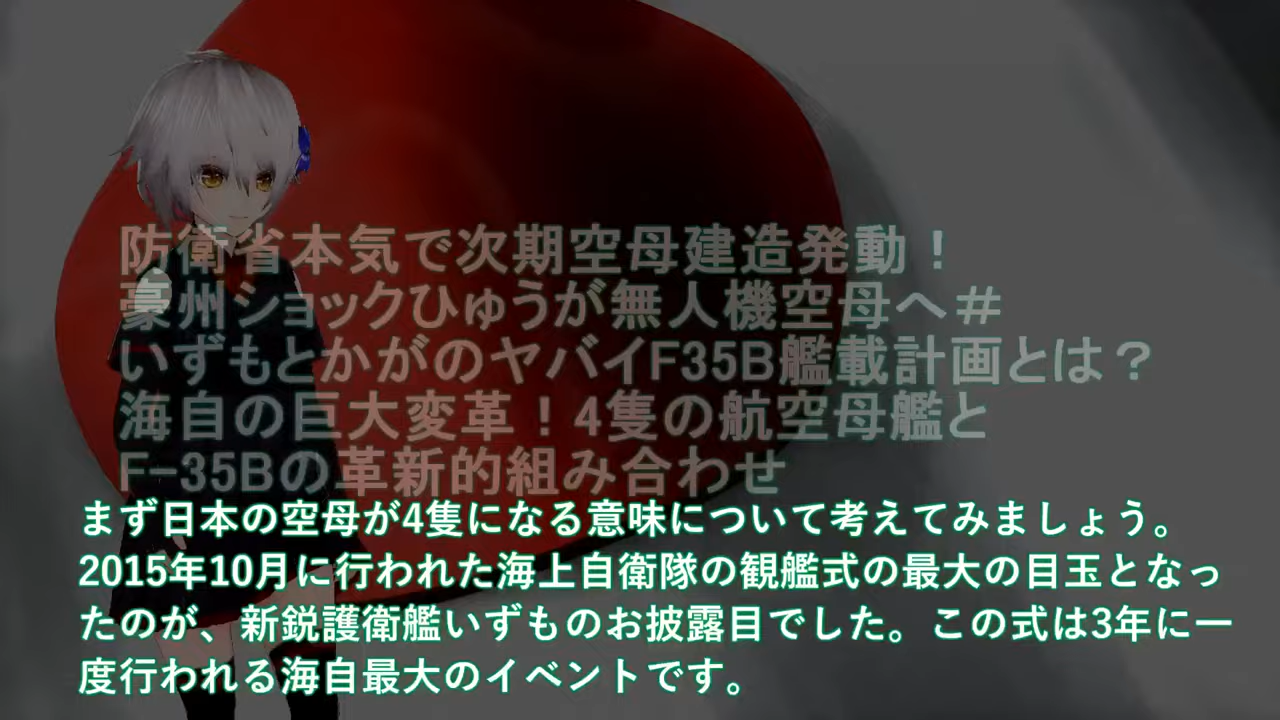 防衛省本気で次期空母建造発動！
豪州ショックひゅうが無人機空母へ＃
いずもとかがのヤバイF35B艦載計画とは？
海自の巨大変革！4隻の航空母艦と
F-35Bの革新的組み合わせ
まず日本の空母が4隻になる意味について考えてみましょう。
2015年10月に行われた海上自衛隊の観艦式の最大の目玉となっ
たのが、新鋭護衛艦いずものお披露目でした。この式は3年に一
度行われる海自最大のイベントです。